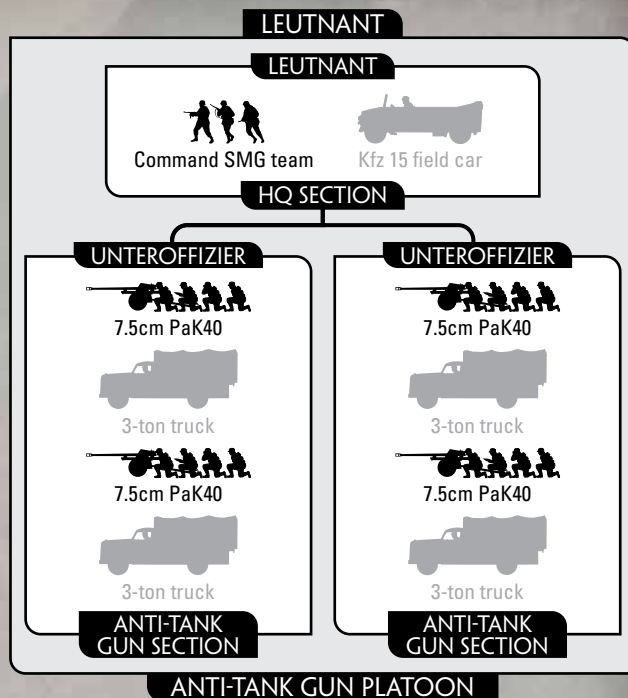 LEUTNANT
LEUTNANT
Command SMG team
Kfz 15 field car
HQ SECTION
UNTEROFFIZIER
7.5cm PaK40
3-ton truck
7.5cm PaK40
3-ton truck
ANTI-TANK
GUN SECTION
UNTEROFFIZIER
7.5cm PaK40
3-ton truck
7.5cm PaK40
3-ton truck
ANTI-TANK
GUN SECTION
ANTI-TANK GUN PLATOON